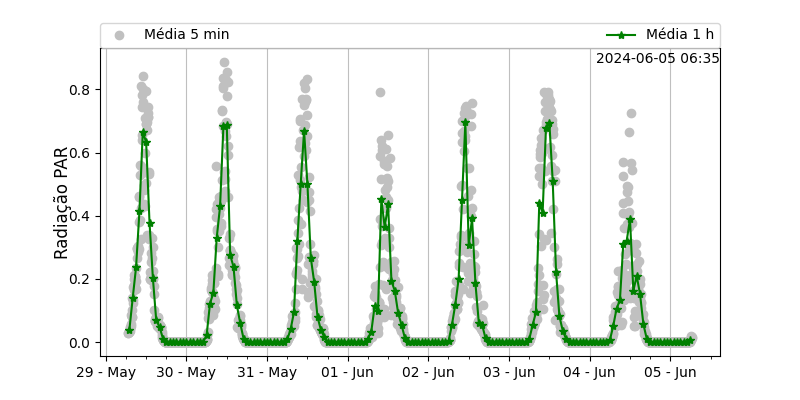 Média 5 min
Média 1 h
2024-06-05 06:35
Radiação PAR
0.8
0.6
0.4
0.2
0.0
29 - May
30 - May
31 - May
01 - Jun
02 - Jun
03 - Jun
04 - Jun
05 - Jun